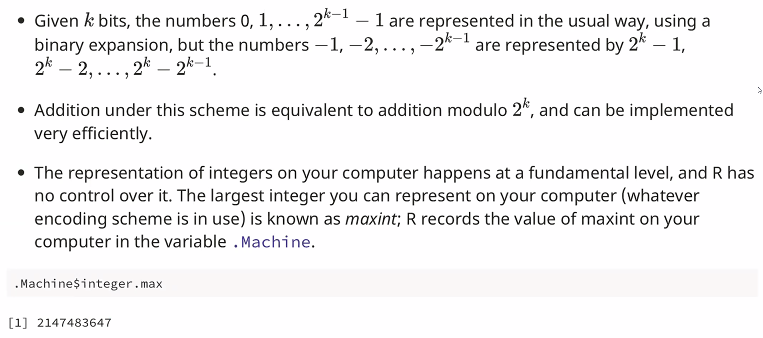 • Given k bits, the numbers 0, 1, . . . , 2^{k−1} − 1 are represented in the usual way, using a
binary expansion, but the numbers −1, −2, . . . , −2^{k−1} are represented by 2^k − 1,
2^k − 2, . . . , 2^k − 2^{k−1}.
• Addition under this scheme is equivalent to addition modulo 2^k, and can be implemented
very efficiently.
• The representation of integers on your computer happens at a fundamental level, and R has
no control over it. The largest integer you can represent on your computer (whatever
encoding scheme is in use) is known as maxint; R records the value of maxint on your
computer in the variable .Machine.
.Machine$integer.max
[1] 2147483647